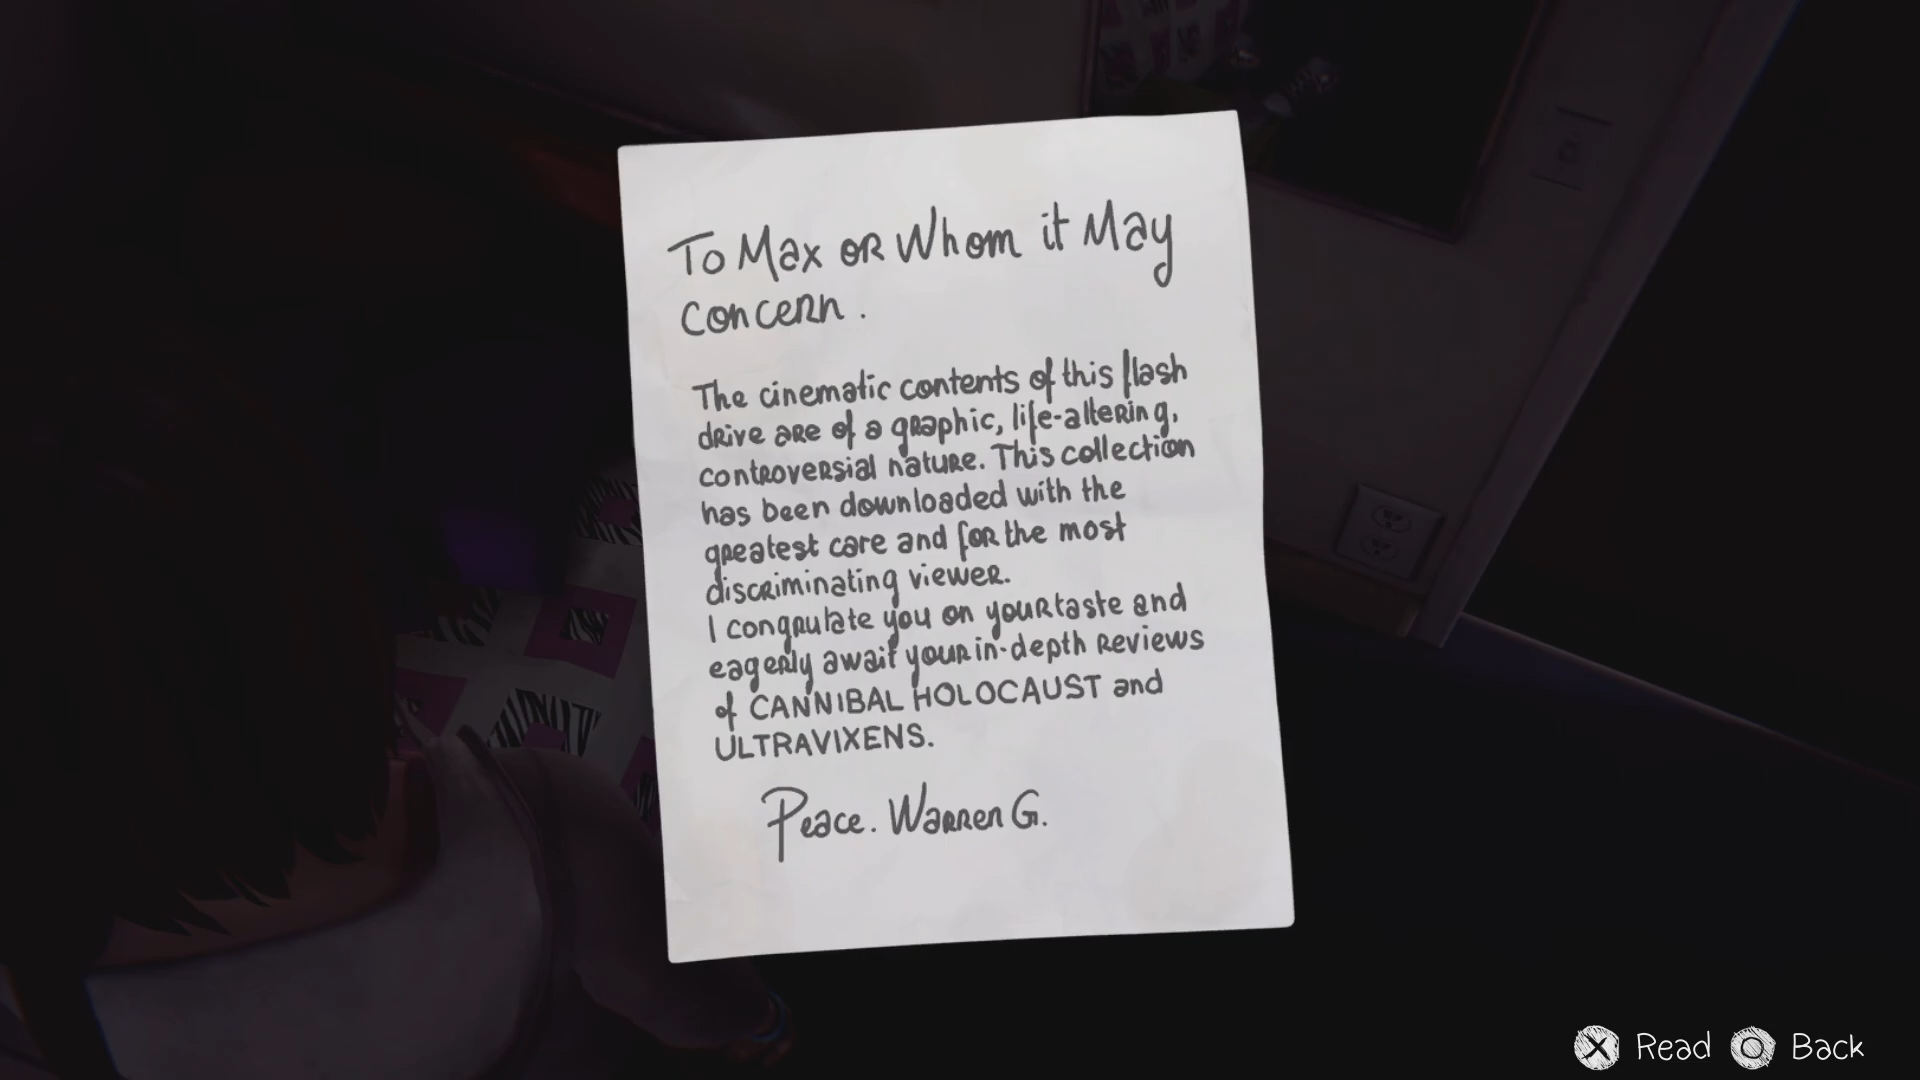 To Max or Whom it May
Concern.
The cinematic contents of this flash
drive are of a graphic, life-altering,
controversial nature. This collection
has been downloaded with the
greatest care and for the most
discriminating viewer.
I congrulate you on your taste and
eagerly await your in-depth reviews
of CANNIBAL HOLOCAUST and
ULTRAVIXENS.
Peace. Warren G.
X Read O Back